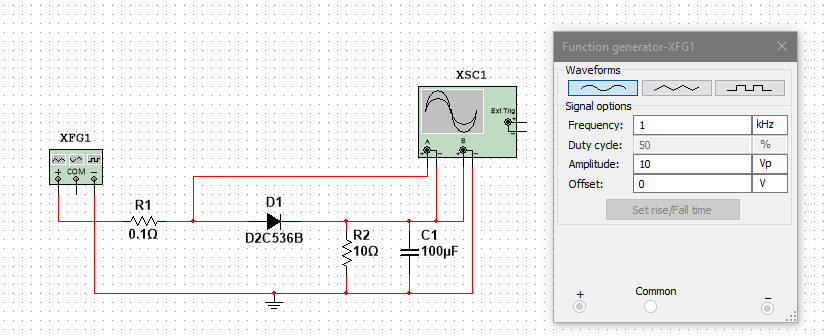 Function generator-XFG1
Waveforms
Signal options
Frequency: 1 kHz
Duty cycle: 50 %
Amplitude: 10 Vp
Offset: 0 V
Set rise/Fall time
+ Common −
XSC1
Ext Trig
+
−
A B
+ − + −
XFG1
+ COM −
R1
0.1Ω
D1
D2C536B
R2
10Ω
C1
100µF